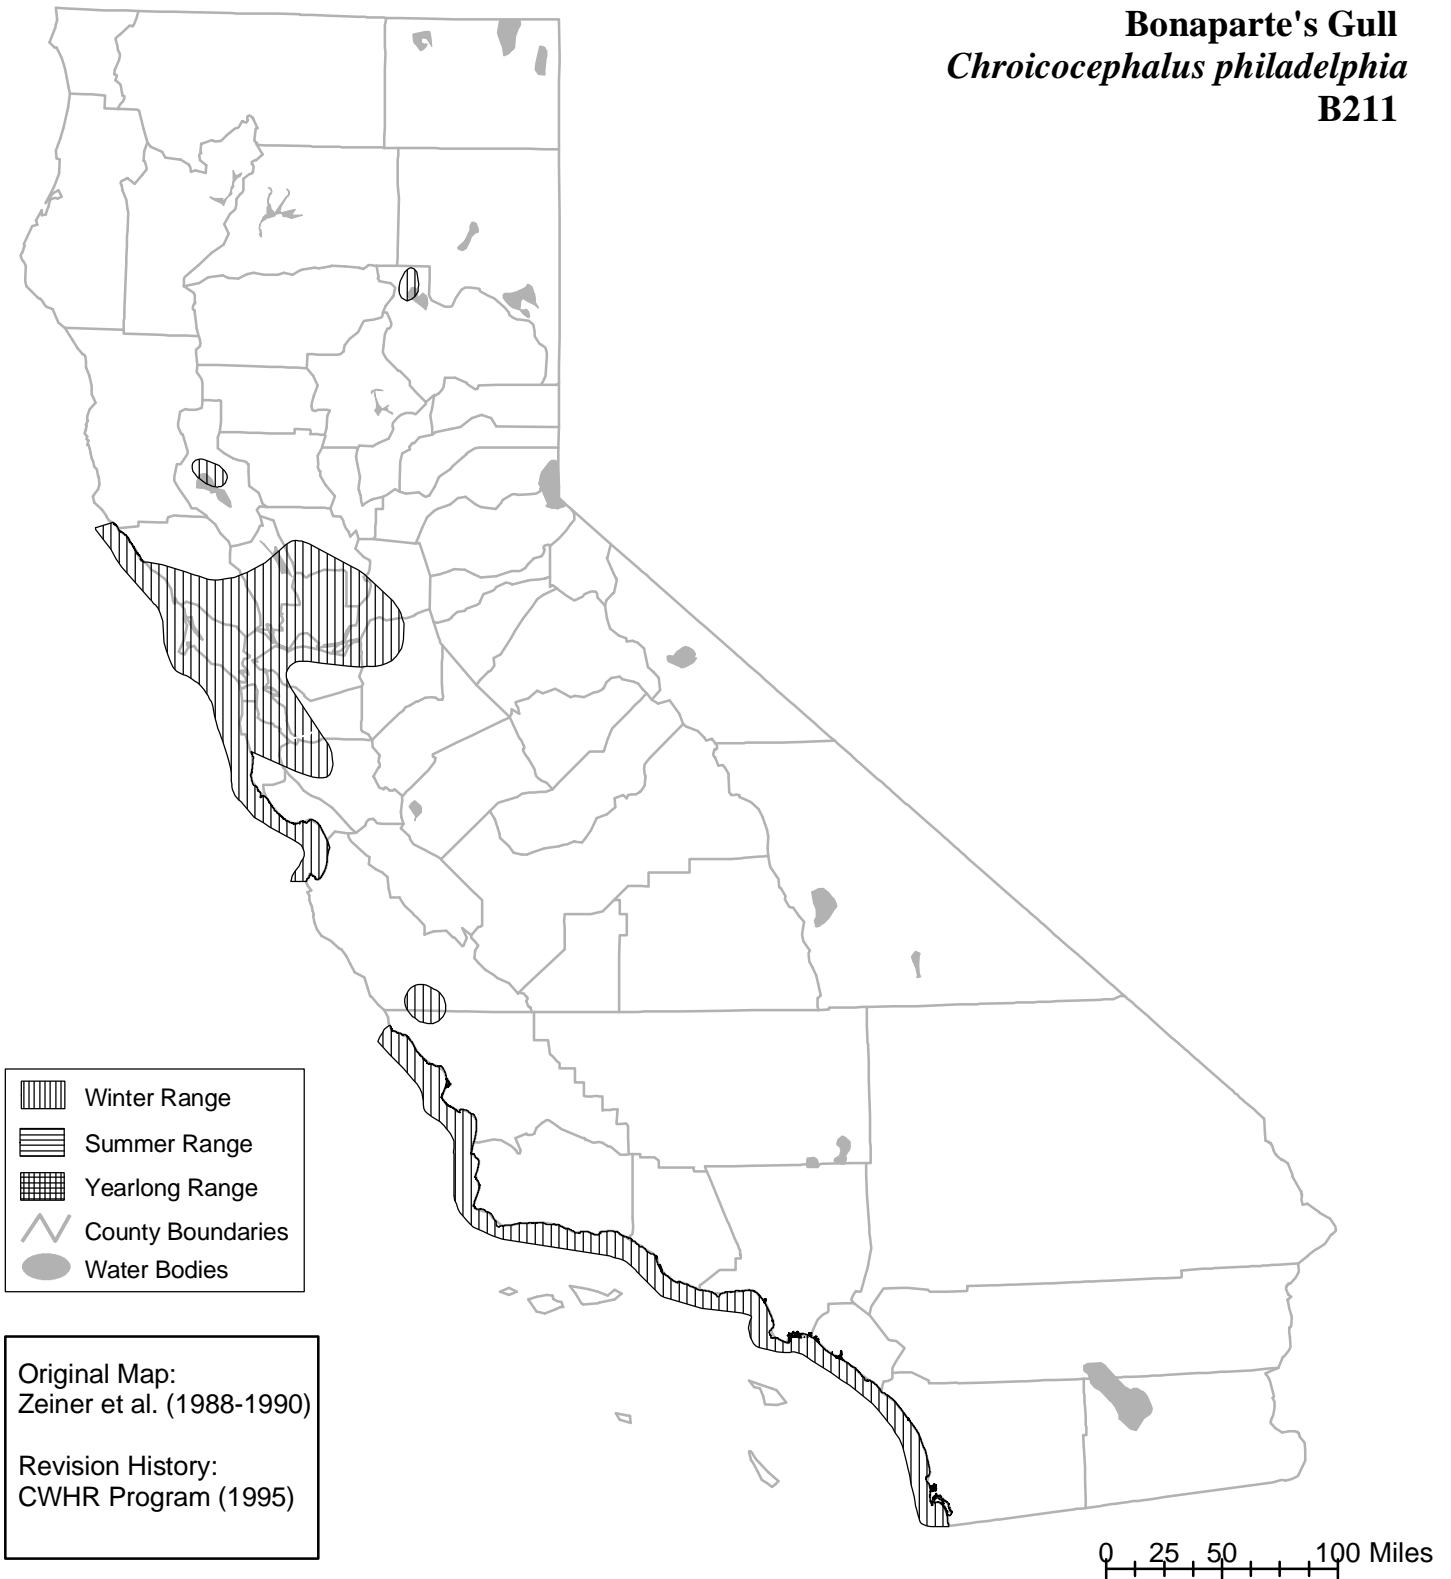 Bonaparte's Gull
Chroicocephalus philadelphia
B211
Winter Range
Summer Range
Yearlong Range
County Boundaries
Water Bodies
Original Map:
Zeiner et al. (1988-1990)
Revision History:
CWHR Program (1995)
0 25 50 100 Miles